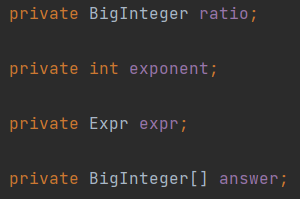 private BigInteger ratio;
private int exponent;
private Expr expr;
private BigInteger[] answer;